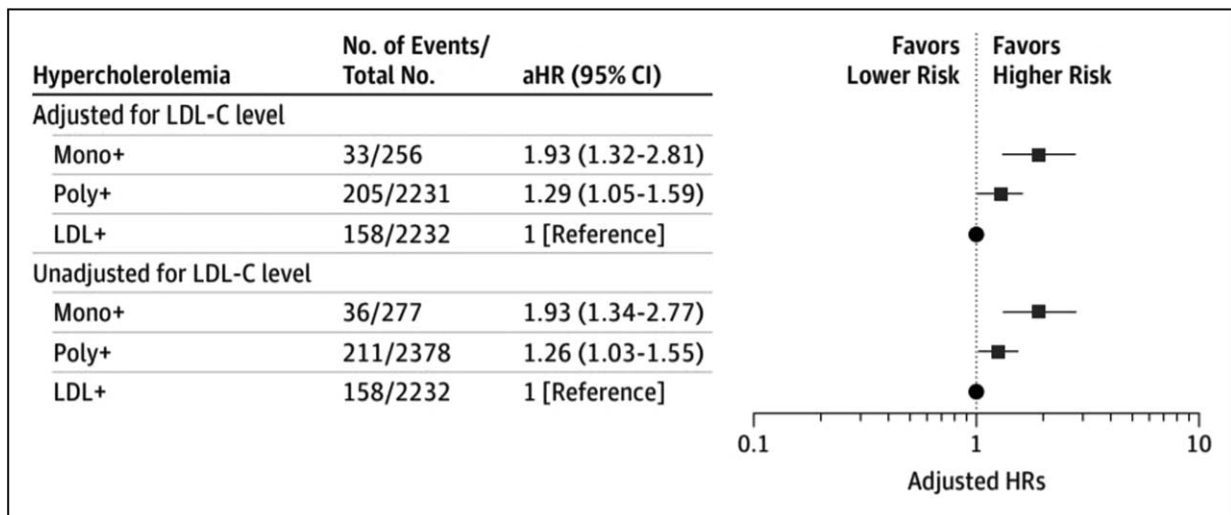 No. of Events/ Favors Favors
Hypercholerolemia Total No. aHR (95% CI) Lower Risk Higher Risk
Adjusted for LDL-C level
Mono+ 33/256 1.93 (1.32-2.81)
Poly+ 205/2231 1.29 (1.05-1.59)
LDL+ 158/2232 1 [Reference]
Unadjusted for LDL-C level
Mono+ 36/277 1.93 (1.34-2.77)
Poly+ 211/2378 1.26 (1.03-1.55)
LDL+ 158/2232 1 [Reference]
0.1 1 10
Adjusted HRs